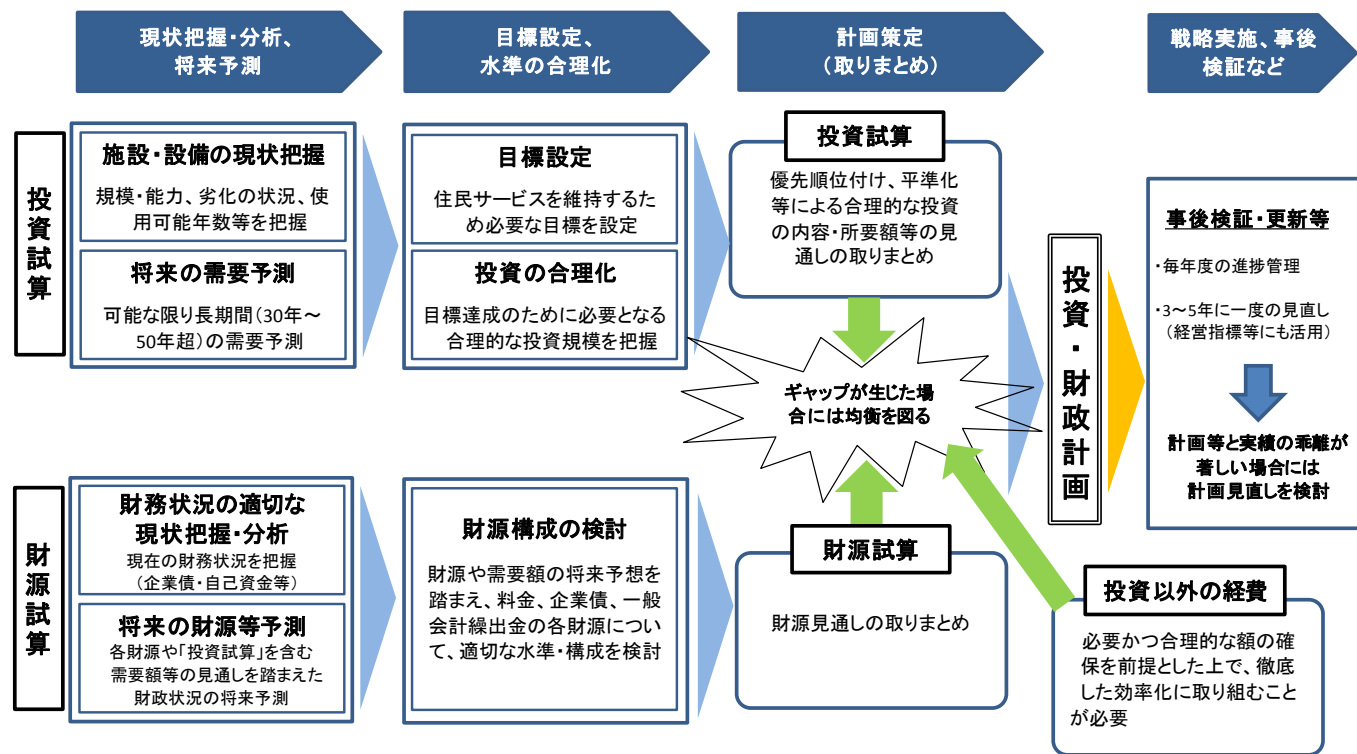 現状把握・分析、
将来予測
目標設定、
水準の合理化
計画策定
（取りまとめ）
戦略実施、事後
検証など
投資試算
施設・設備の現状把握
規模・能力、劣化の状況、使
用可能年数等を把握
将来の需要予測
可能な限り長期間（30年～
50年超）の需要予測
目標設定
住民サービスを維持するた
め必要な目標を設定
投資の合理化
目標達成のために必要となる
合理的な投資規模を把握
投資試算
優先順位付け、平準化
等による合理的な投資
の内容・所要額等の見
通しの取りまとめ
ギャップが生じた場
合には均衡を図る
投資・財政計画
事後検証・更新等
・毎年度の進捗管理
・3～5年に一度の見直し
（経営指標等にも活用）
計画等と実績の乖離が
著しい場合には
計画見直しを検討
財源試算
財務状況の適切な
現状把握・分析
現在の財務状況を把握
（企業債・自己資金等）
将来の財源等予測
各財源や「投資試算」を含む
需要額等の見通しを踏まえた
財政状況の将来予測
財源構成の検討
財源や需要額の将来予想を
踏まえ、料金、企業債、一般
会計繰出金の各財源につい
て、適切な水準・構成を検討
財源試算
財源見通しの取りまとめ
投資以外の経費
必要かつ合理的な額の確
保を前提とした上で、徹底
した効率化に取り組むこと
が必要